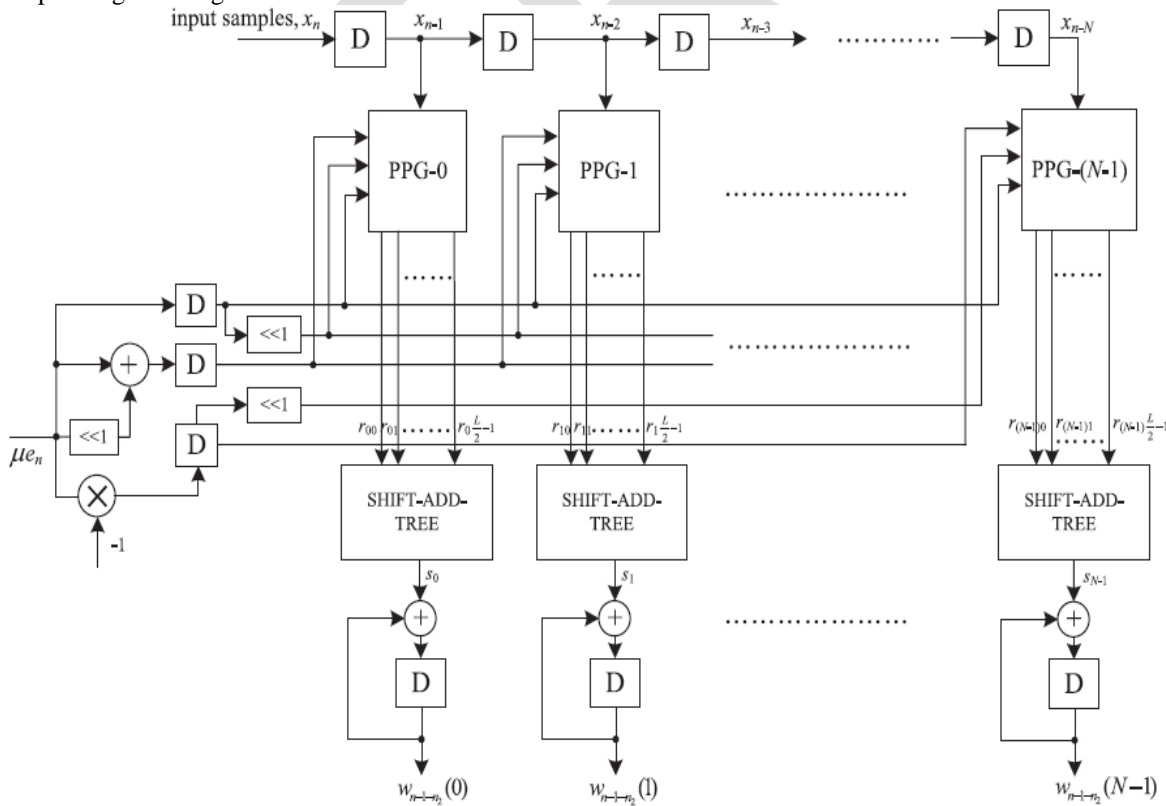 input samples, xₙ
D
xₙ₋₁
D
xₙ₋₂
D
xₙ₋₃
............
D
xₙ₋N
PPG-0
PPG-1
PPG-(N-1)
..................
......
......
......
D
<<1
+
D
..................
<<1
<<1
D
μeₙ
×
-1
r₀₀ r₀₁ ...... r₀ L/2 -1
r₁₀ r₁₁ ...... r₁ L/2 -1
r₍N₋₁₎₀ r₍N₋₁₎₁ ...... r₍N₋₁₎ L/2 -1
SHIFT-ADD-
TREE
SHIFT-ADD-
TREE
SHIFT-ADD-
TREE
s₀
s₁
sN₋₁
+
+
..................
+
D
D
D
wₙ₋₁₋ₙ₂(0)
wₙ₋₁₋ₙ₂(1)
wₙ₋₁₋ₙ₂(N-1)